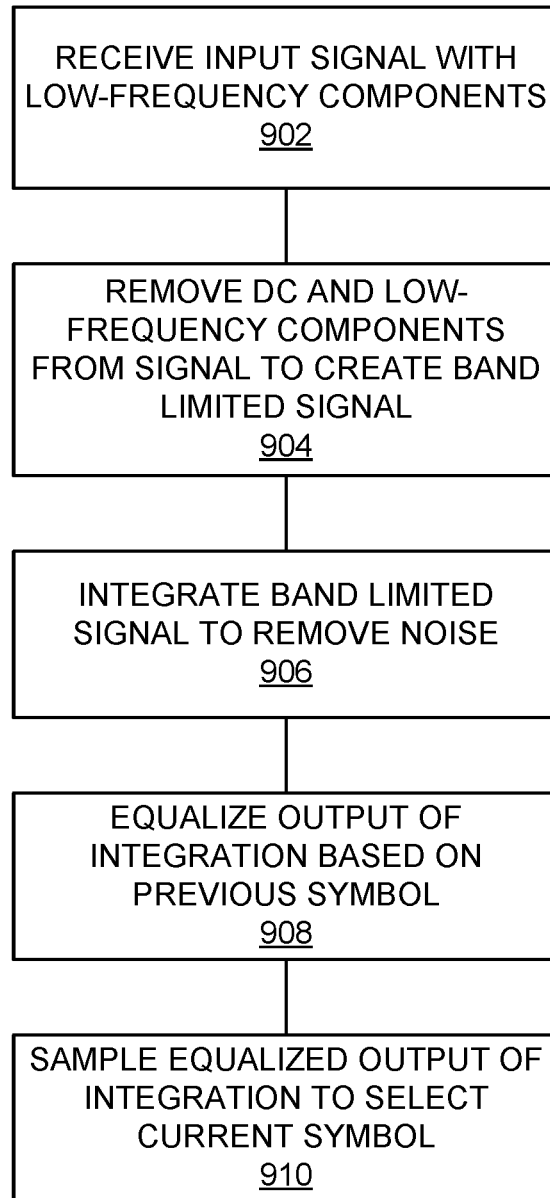 RECEIVE INPUT SIGNAL WITH
LOW-FREQUENCY COMPONENTS
902
REMOVE DC AND LOW-
FREQUENCY COMPONENTS
FROM SIGNAL TO CREATE BAND
LIMITED SIGNAL
904
INTEGRATE BAND LIMITED
SIGNAL TO REMOVE NOISE
906
EQUALIZE OUTPUT OF
INTEGRATION BASED ON
PREVIOUS SYMBOL
908
SAMPLE EQUALIZED OUTPUT OF
INTEGRATION TO SELECT
CURRENT SYMBOL
910